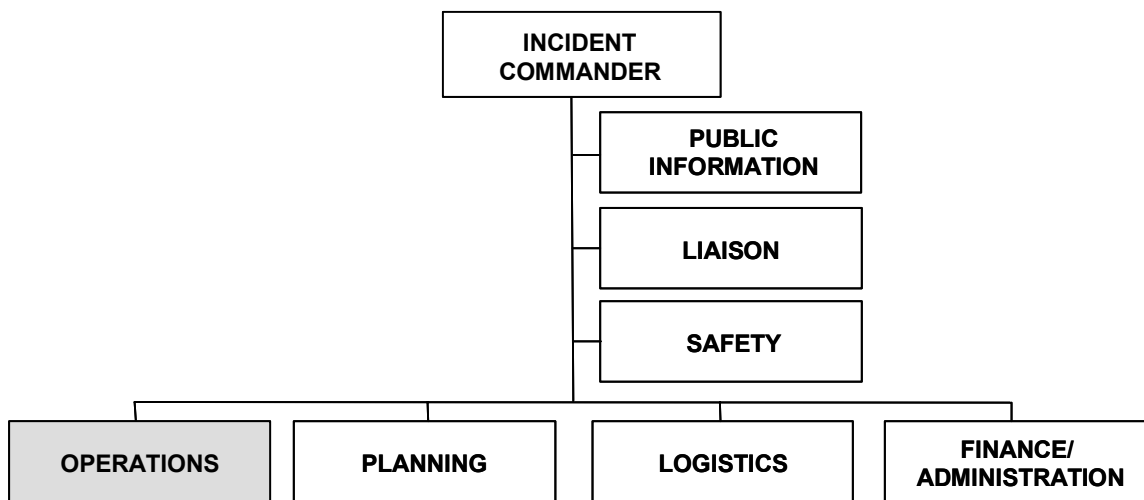 INCIDENT
COMMANDER
PUBLIC
INFORMATION
LIAISON
SAFETY
OPERATIONS
PLANNING
LOGISTICS
FINANCE/
ADMINISTRATION